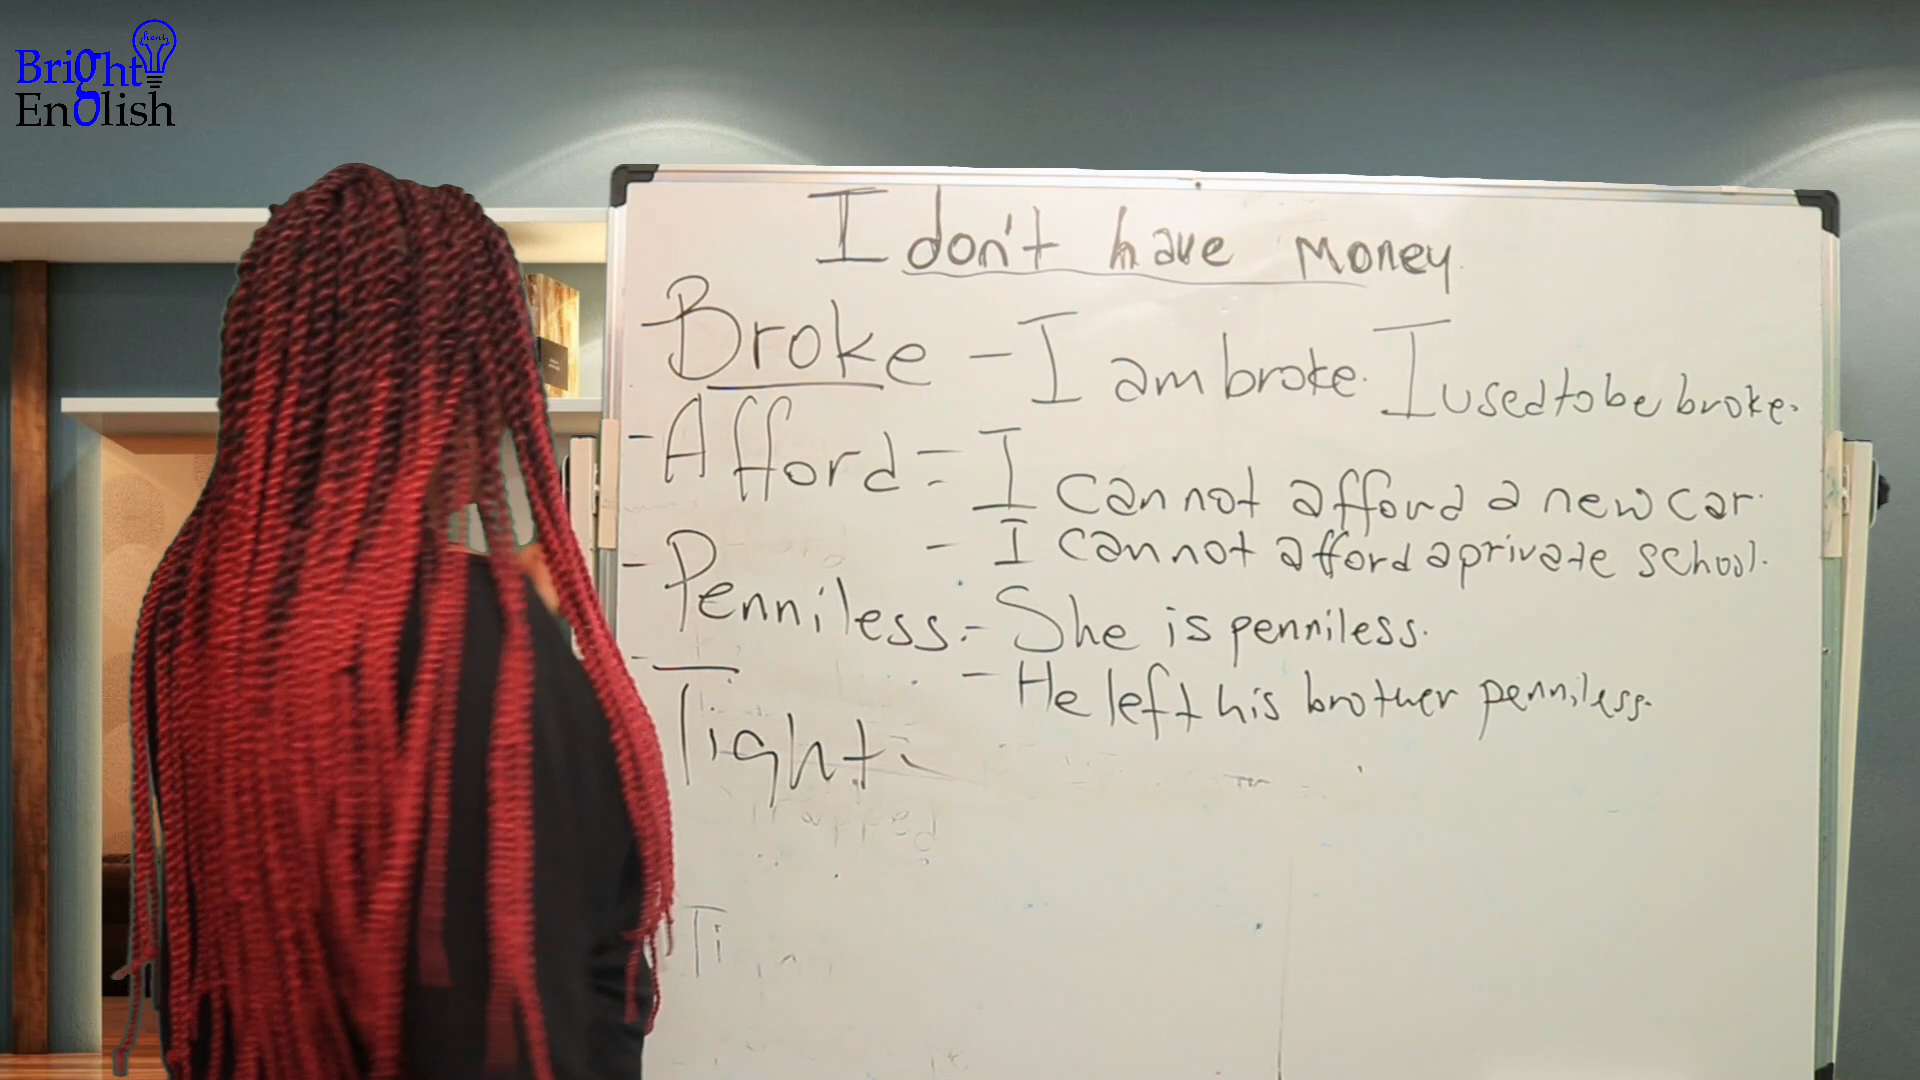 Bright
English
I don't have money.
Broke - I am broke. I used to be broke.
- Afford = I cannot afford a new car.
- I cannot afford a private school.
- Penniless. - She is penniless.
- He left his brother penniless.
- Tight